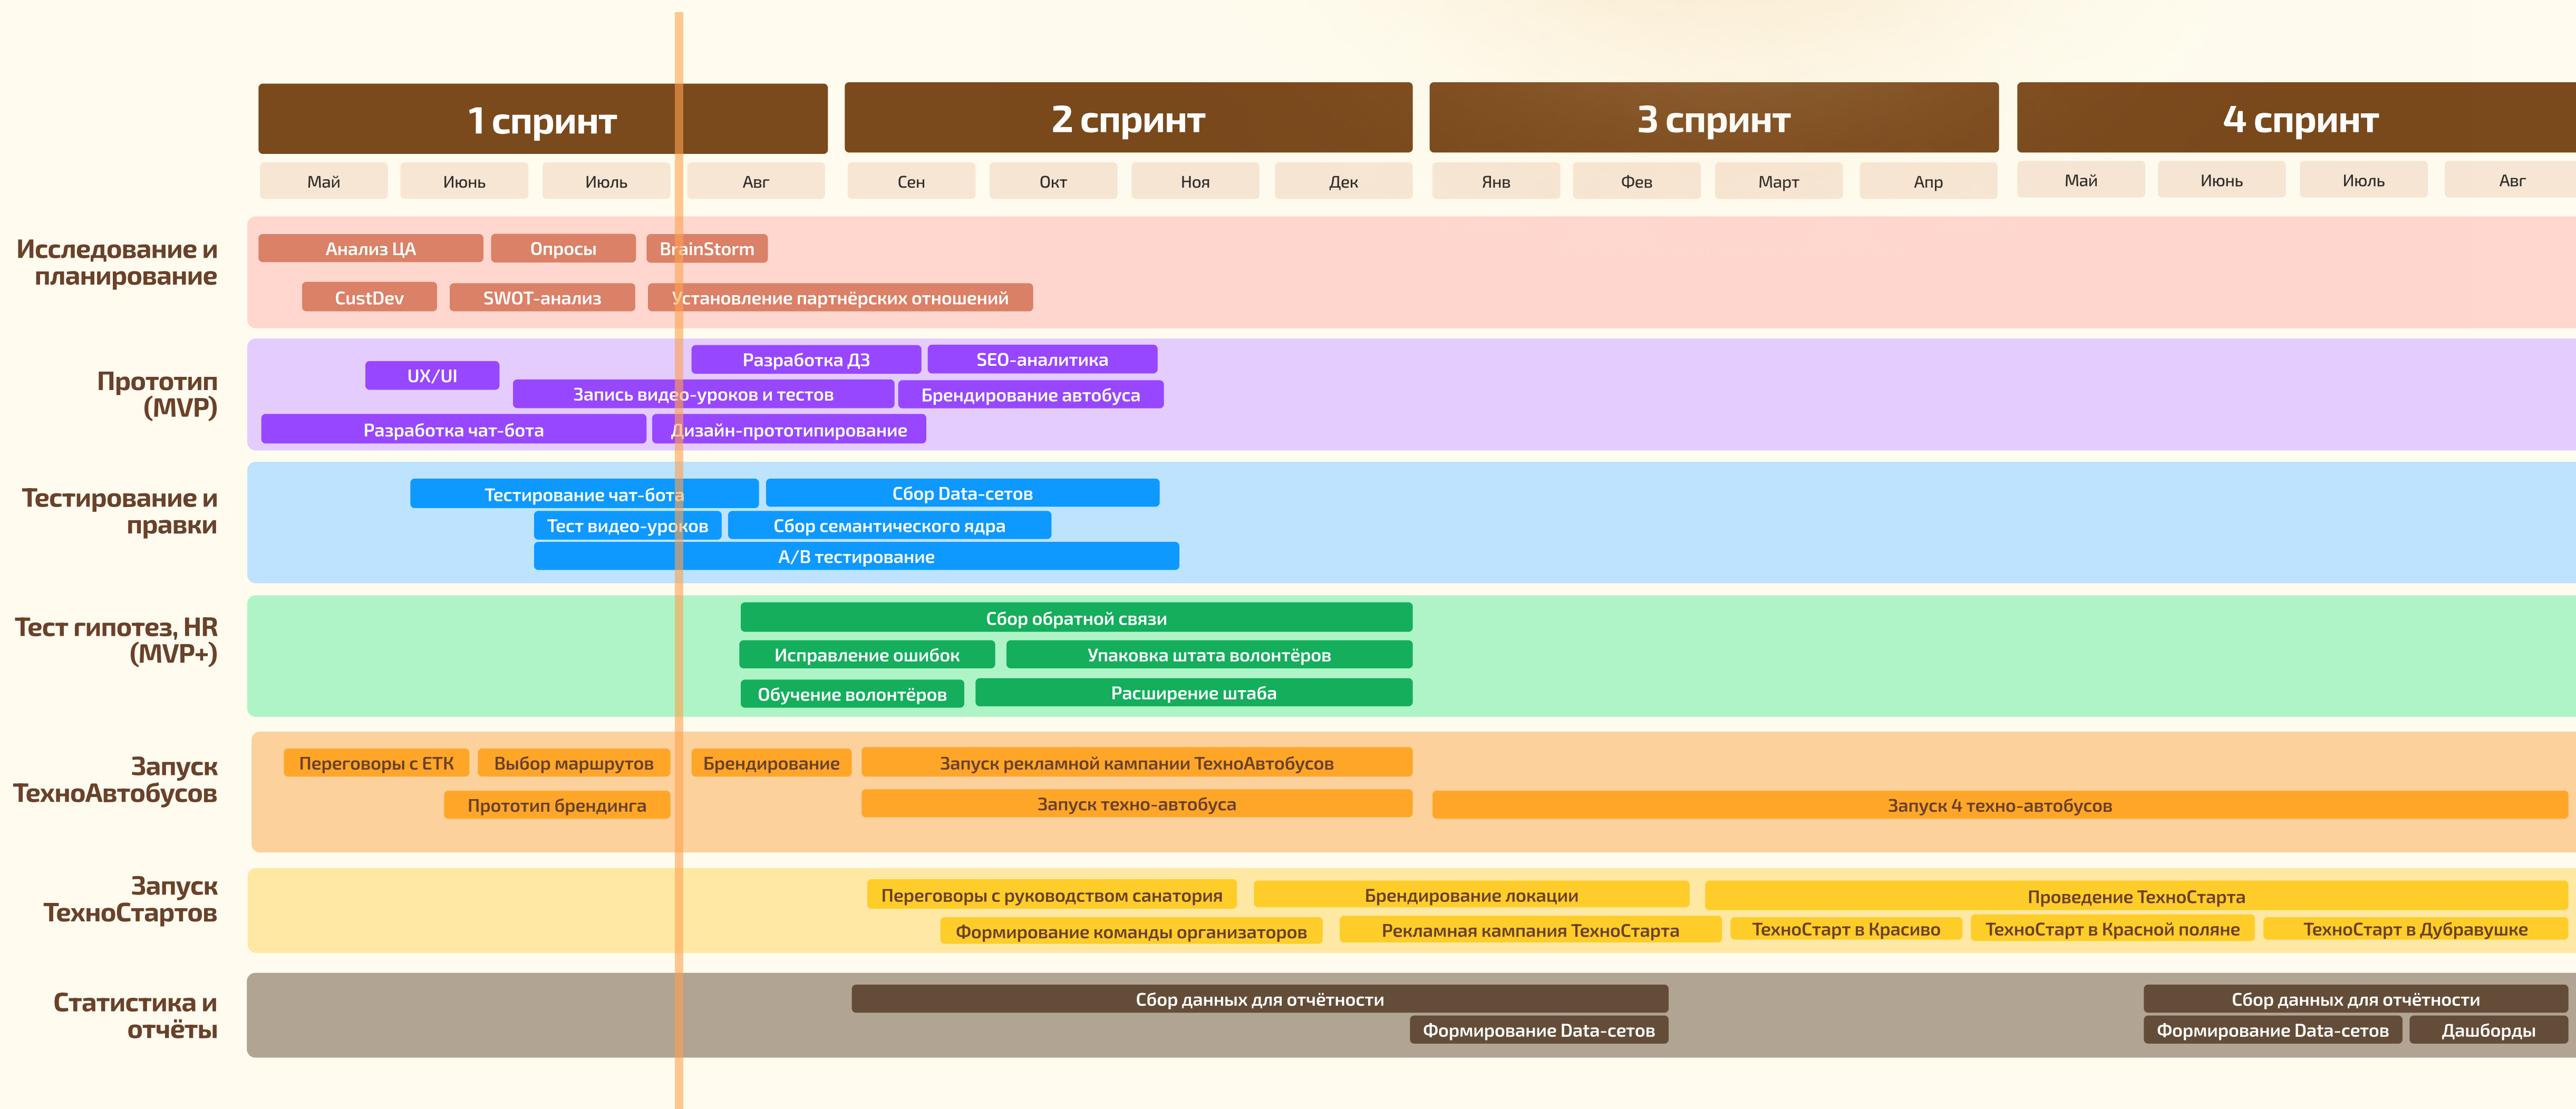 1 спринт
2 спринт
3 спринт
4 спринт
Май
Июнь
Июль
Авг
Сен
Окт
Ноя
Дек
Янв
Фев
Март
Апр
Май
Июнь
Июль
Авг
Исследование и
планирование
Анализ ЦА
Опросы
BrainStorm
CustDev
SWOT-анализ
Установление партнёрских отношений
Прототип
(MVP)
Разработка ДЗ
SEO-аналитика
UX/UI
Запись видео-уроков и тестов
Брендирование автобуса
Разработка чат-бота
Дизайн-прототипирование
Тестирование и
правки
Тестирование чат-бота
Сбор Data-сетов
Тест видео-уроков
Сбор семантического ядра
A/B тестирование
Тест гипотез, HR
(MVP+)
Сбор обратной связи
Исправление ошибок
Упаковка штата волонтёров
Обучение волонтёров
Расширение штаба
Запуск
ТехноАвтобусов
Переговоры с ЕТК
Выбор маршрутов
Брендирование
Запуск рекламной кампании ТехноАвтобусов
Прототип брендинга
Запуск техно-автобуса
Запуск 4 техно-автобусов
Запуск
ТехноСтартов
Переговоры с руководством санатория
Брендирование локации
Проведение ТехноСтарта
Формирование команды организаторов
Рекламная кампания ТехноСтарта
ТехноСтарт в Красиво
ТехноСтарт в Красной поляне
ТехноСтарт в Дубравушке
Статистика и
отчёты
Сбор данных для отчётности
Сбор данных для отчётности
Формирование Data-сетов
Формирование Data-сетов
Дашборды